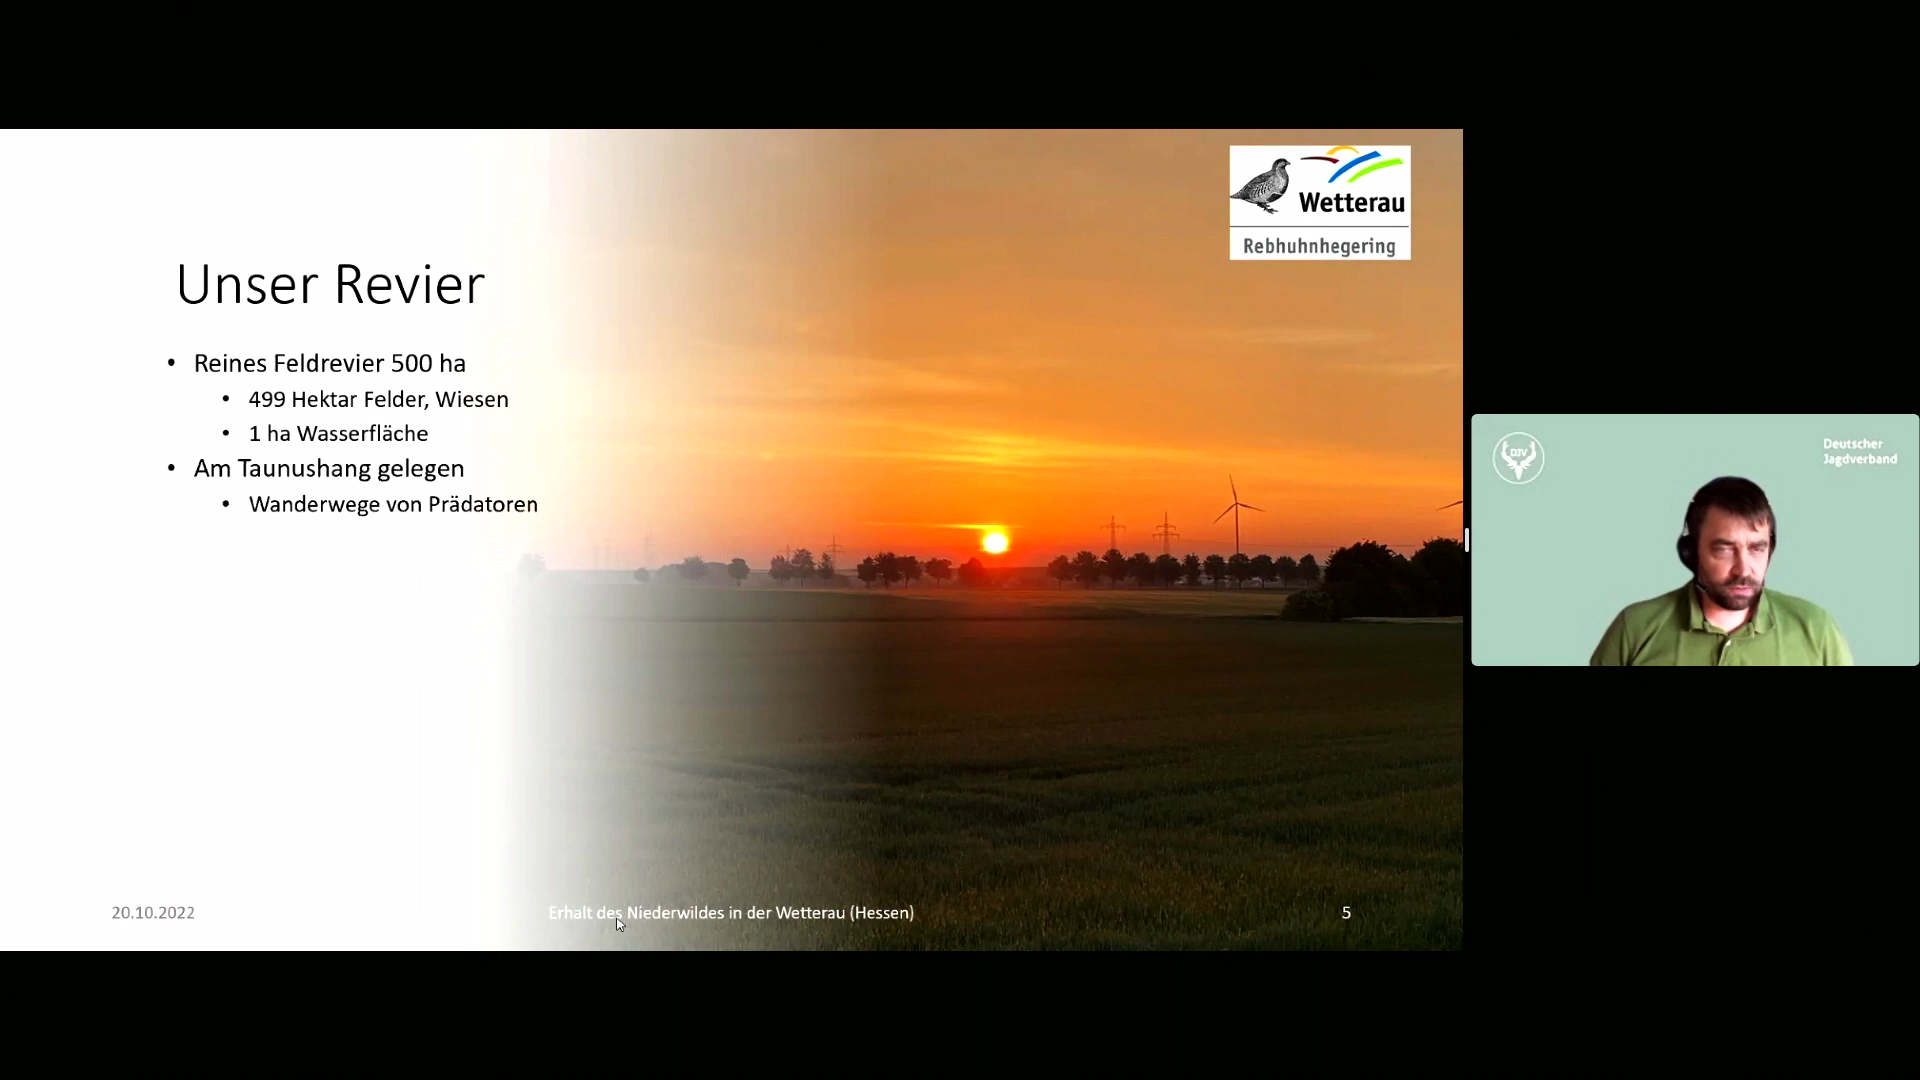 Wetterau
Rebhuhnhegering
Unser Revier
• Reines Feldrevier 500 ha
• 499 Hektar Felder, Wiesen
• 1 ha Wasserfläche
• Am Taunushang gelegen
• Wanderwege von Prädatoren
DJV
Deutscher
Jagdverband
20.10.2022
Erhalt des Niederwildes in der Wetterau (Hessen)
5